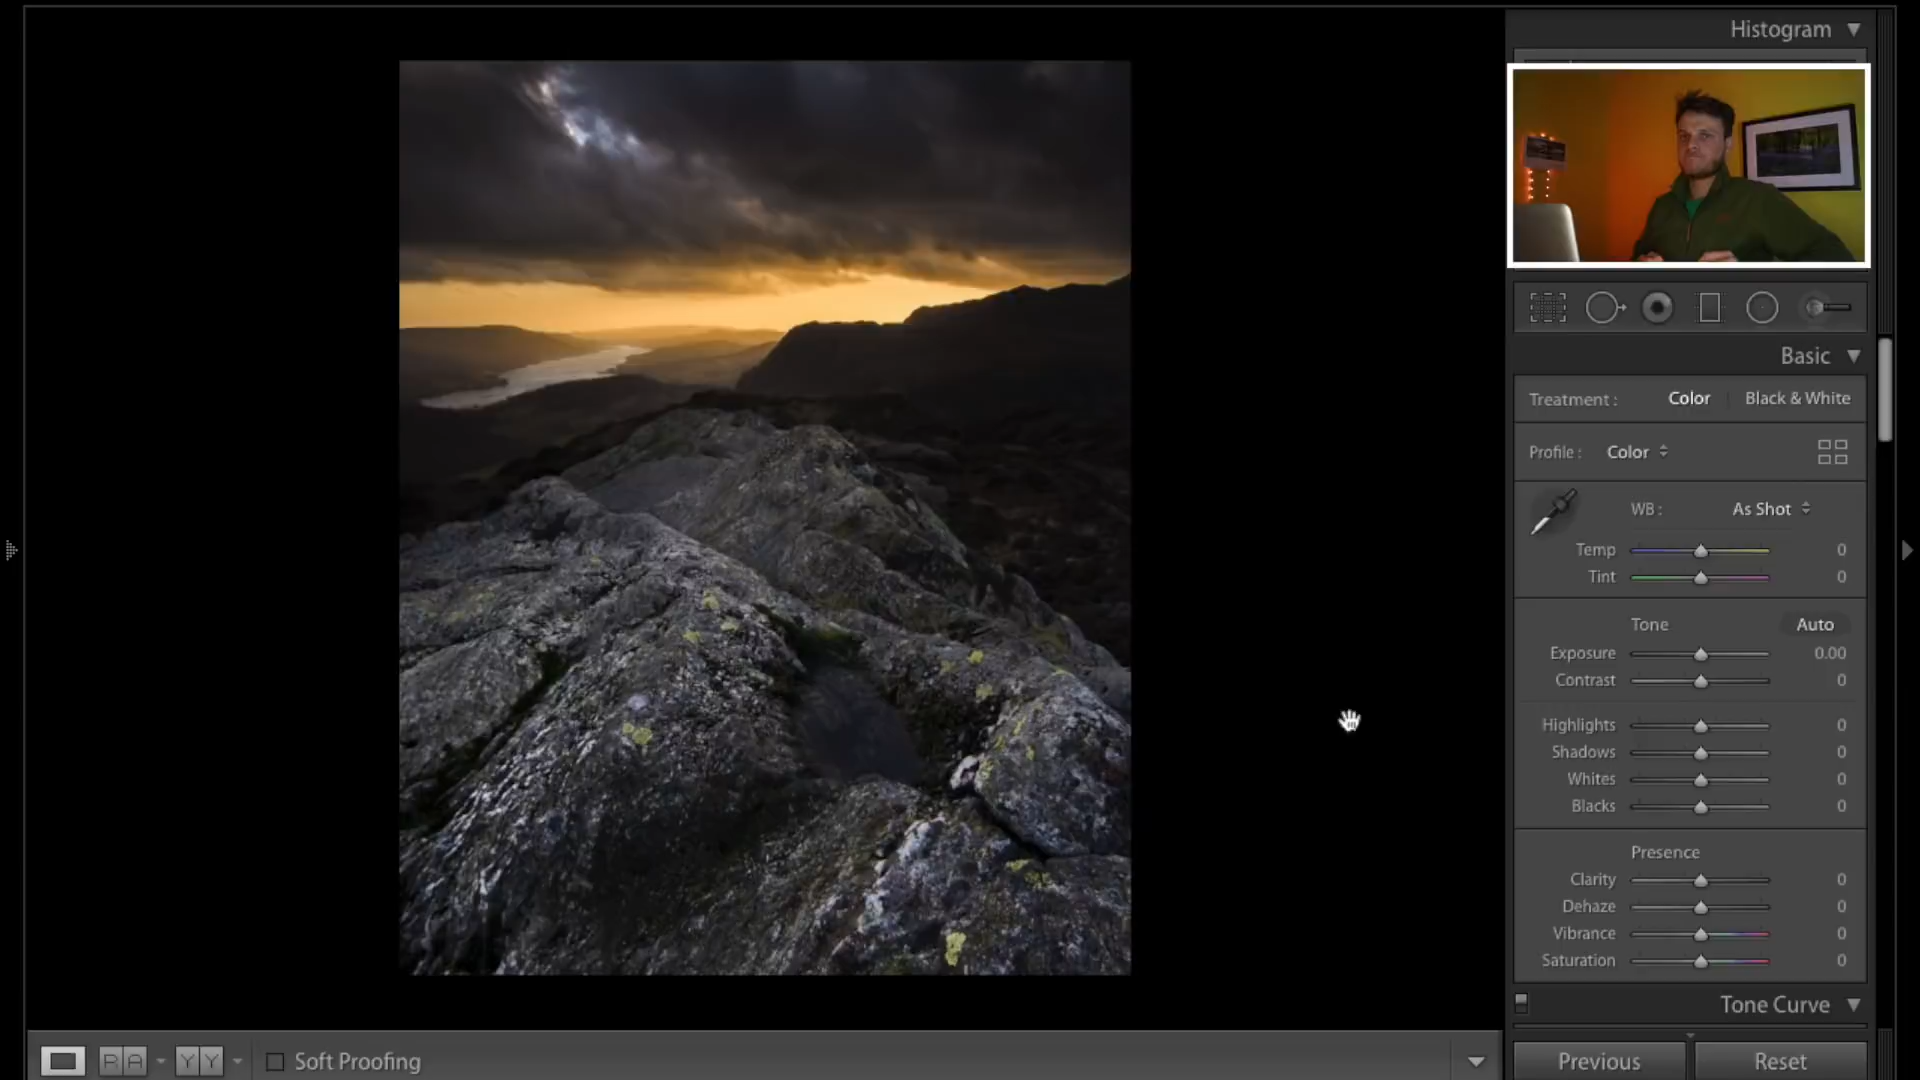 Histogram
Basic
Treatment : Color Black & White
Profile : Color
WB : As Shot
Temp 0
Tint 0
Tone Auto
Exposure 0.00
Contrast 0
Highlights 0
Shadows 0
Whites 0
Blacks 0
Presence
Clarity 0
Dehaze 0
Vibrance 0
Saturation 0
Tone Curve
R A Y Y Soft Proofing
Previous Reset